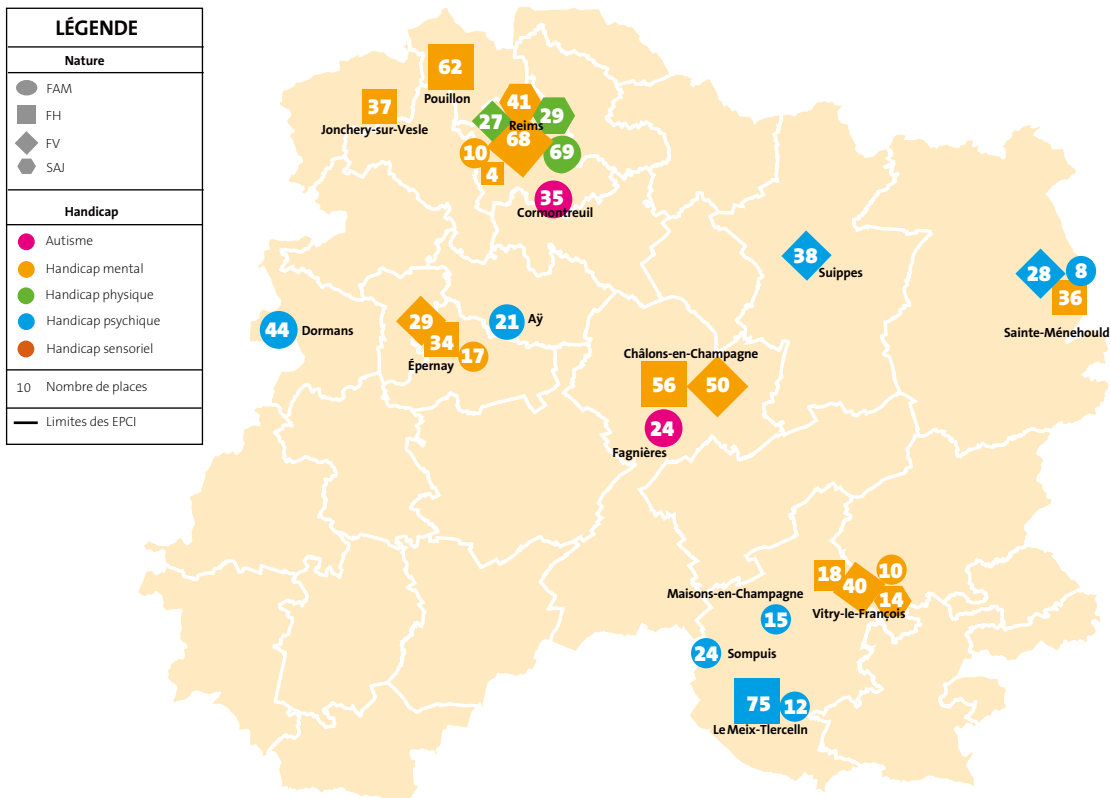 LÉGENDE
Nature
FAM
FH
FV
SAJ
Handicap
Autisme
Handicap mental
Handicap physique
Handicap psychique
Handicap sensoriel
10 Nombre de places
Limites des EPCI
62
Pouillon
37
Jonchery-sur-Vesle
41
27
29
Reims
68
10
69
4
35
Cormontreuil
38
Suippes
28
8
36
Sainte-Ménehould
44
Dormans
29
34
17
Épernay
21
Aÿ
Châlons-en-Champagne
56
50
24
Fagnières
18
40
10
14
Vitry-le-François
Maisons-en-Champagne
15
24
Sompuis
75
12
Le Meix-Tlercelln